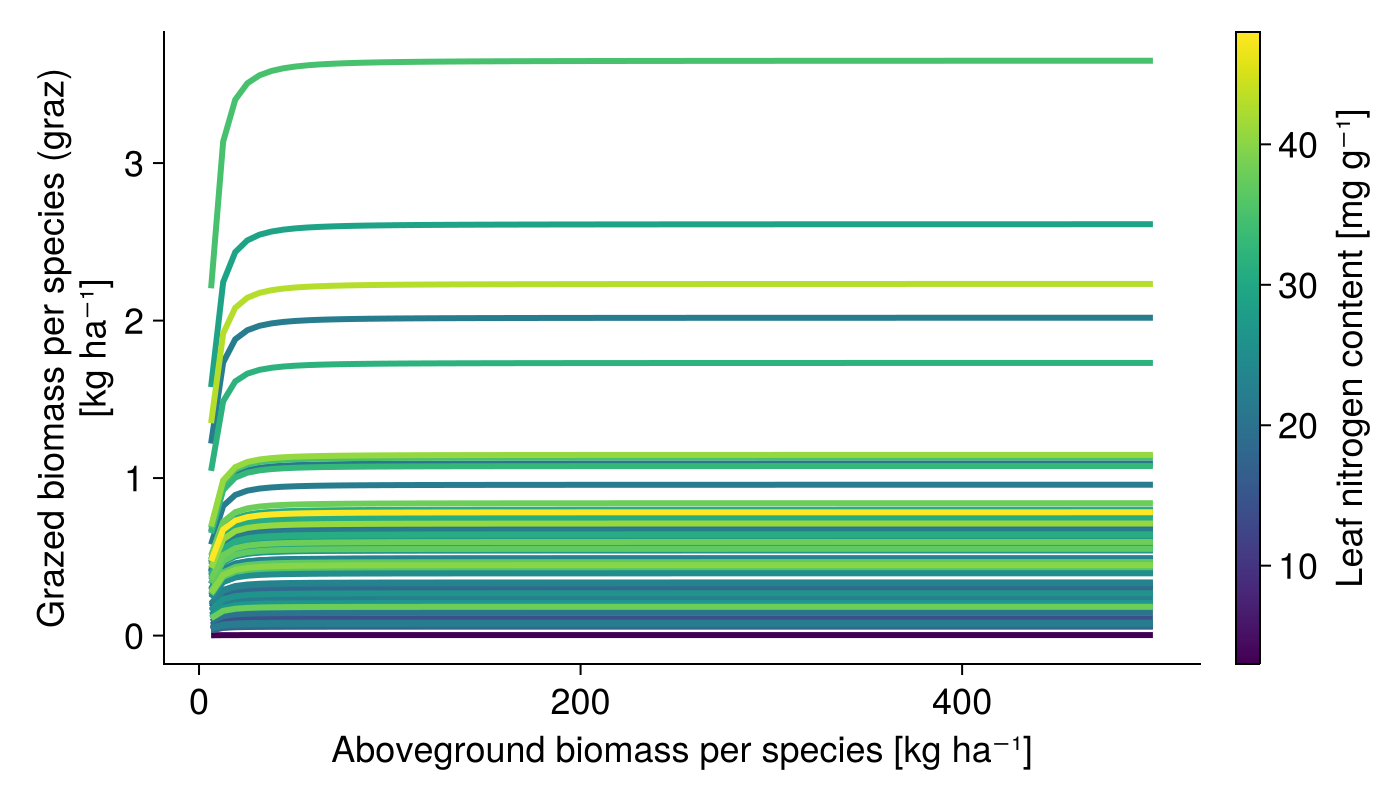 Grazed biomass per species (graz)
[kg ha⁻¹]
3
2
1
0
0 200 400
Aboveground biomass per species [kg ha⁻¹]
40
30
20
10
Leaf nitrogen content [mg g⁻¹]